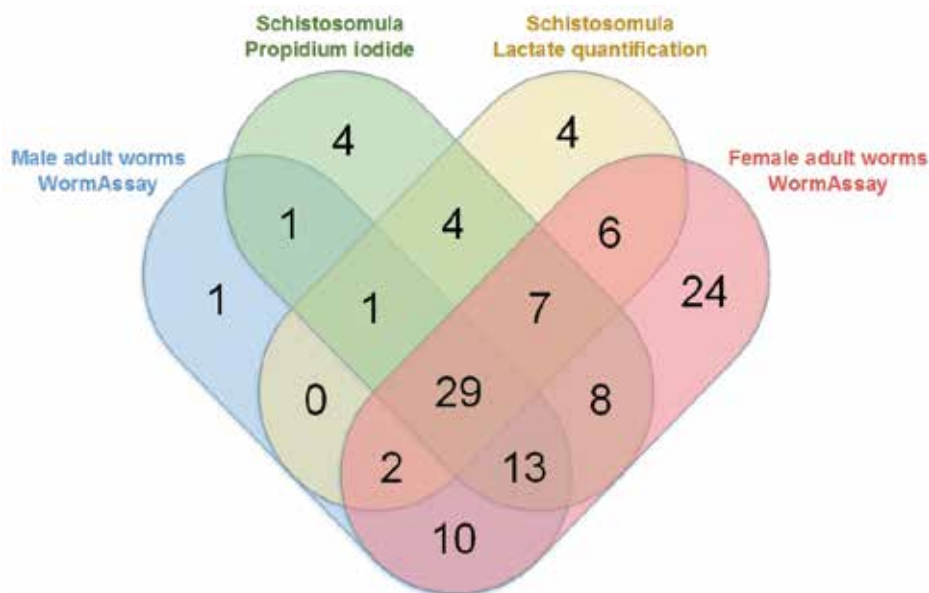 Schistosomula
Propidium iodide
Schistosomula
Lactate quantification
Male adult worms
WormAssay
Female adult worms
WormAssay
4
4
1
4
6
1
1
7
24
0
29
8
2
13
10